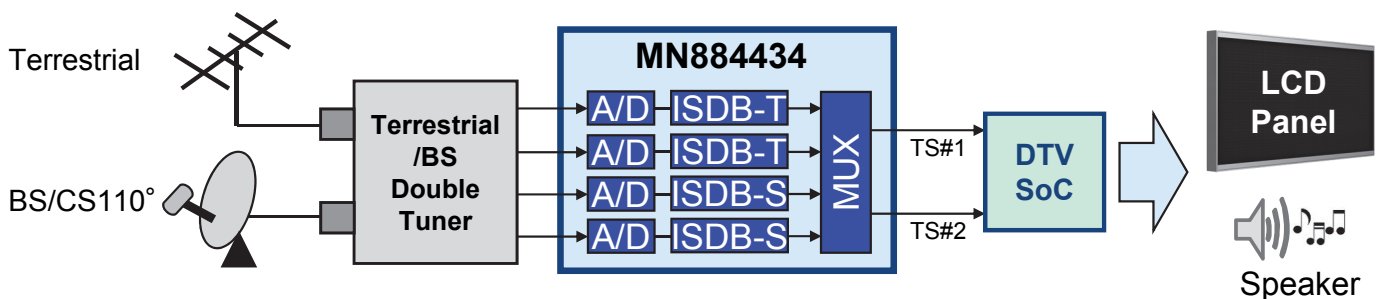 Terrestrial
BS/CS110°
Terrestrial
/BS
Double
Tuner
MN884434
A/D
ISDB-T
A/D
ISDB-T
A/D
ISDB-S
A/D
ISDB-S
MUX
TS#1
TS#2
DTV
SoC
LCD
Panel
Speaker